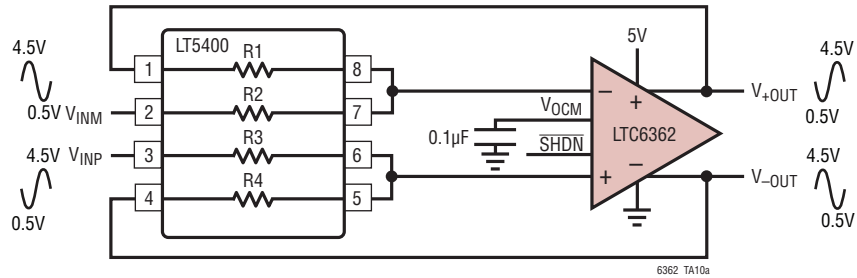 LT5400
R1
R2
R3
R4
1
2
3
4
8
7
6
5
4.5V
0.5V
V_INM
V_INP
4.5V
0.5V
5V
V_OCM
0.1µF
S̅H̅D̅N̅
–
+
+
–
LTC6362
V_+OUT
V_–OUT
4.5V
0.5V
4.5V
0.5V
6362 TA10a